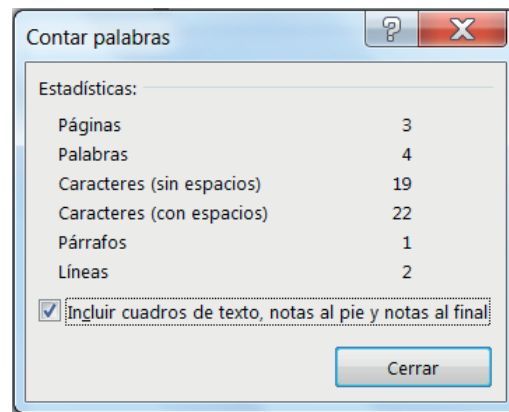 Contar palabras
Estadísticas:
Páginas 3
Palabras 4
Caracteres (sin espacios) 19
Caracteres (con espacios) 22
Párrafos 1
Líneas 2
Incluir cuadros de texto, notas al pie y notas al final
Cerrar